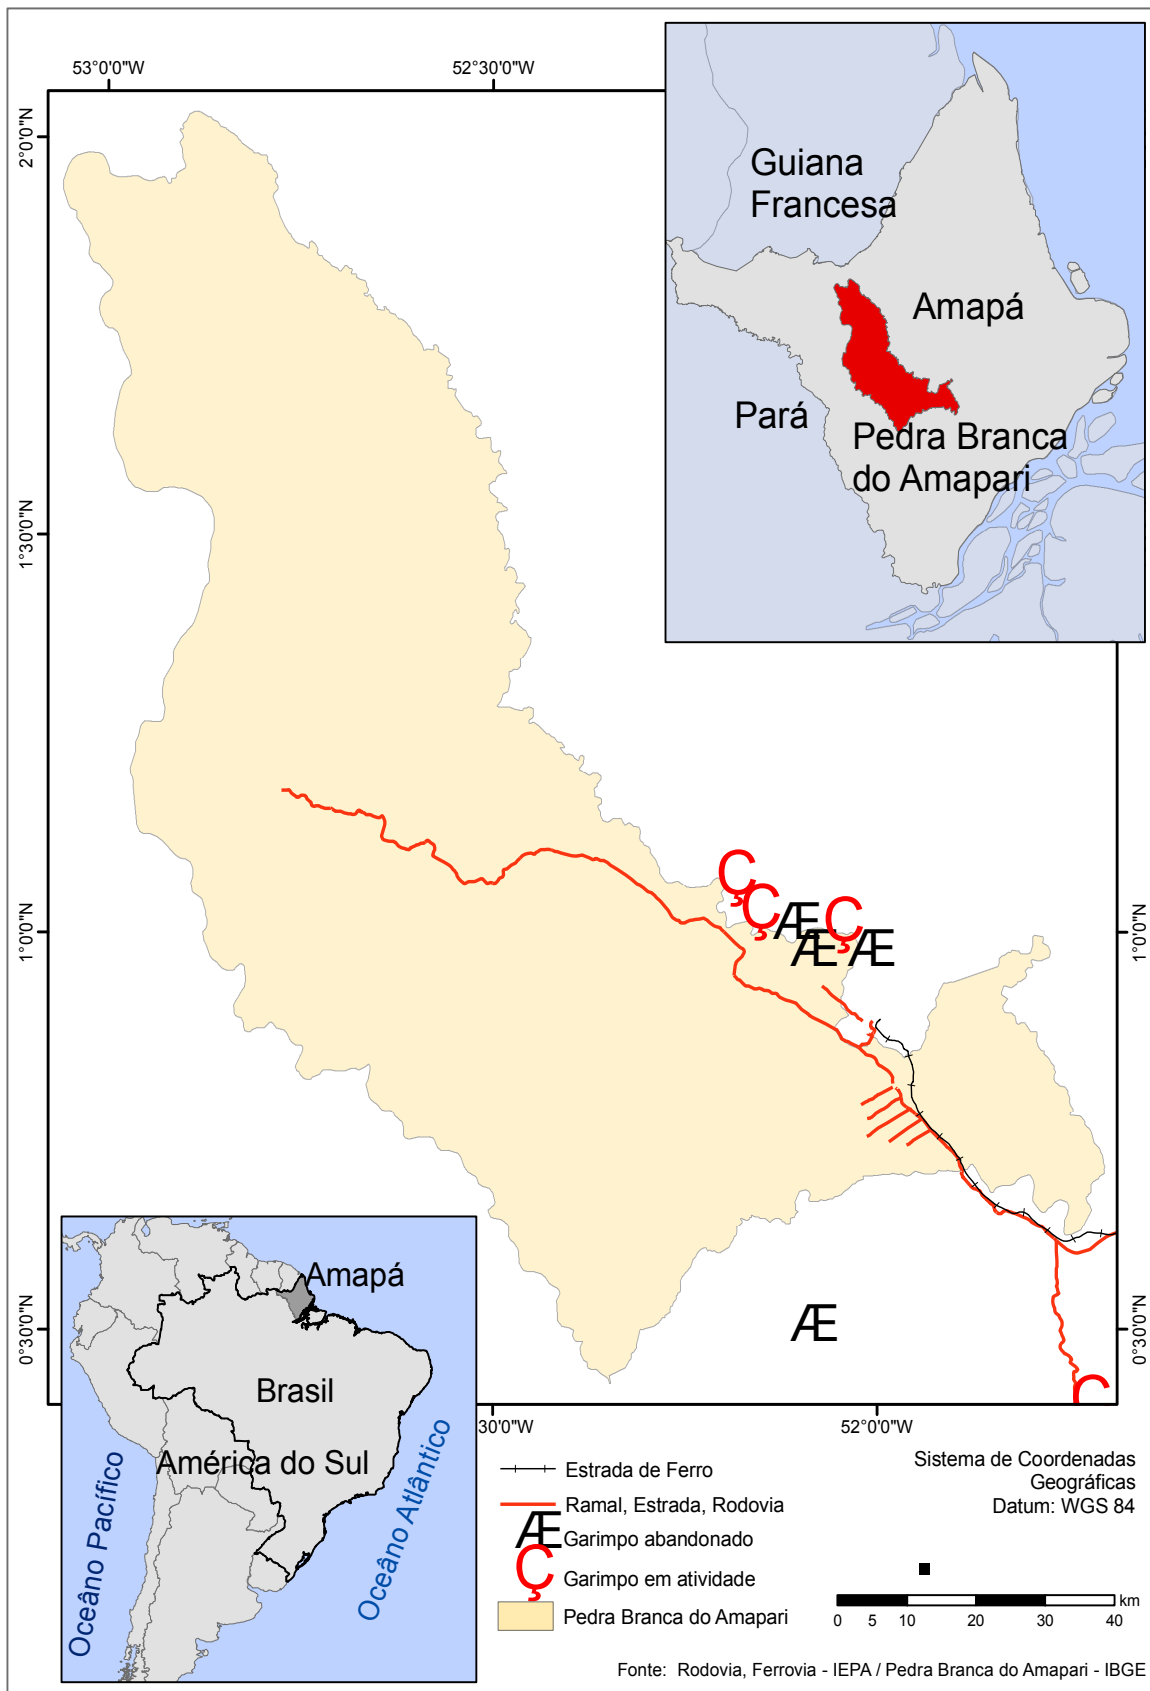 53°0'0"W
52°30'0"W
2°0'0"N
Guiana
Francesa
Amapá
Pará
Pedra Branca
do Amapari
1°30'0"N
Ç
Ç
Æ
Æ
Ç
Æ
1°0'0"N
1°0'0"N
Æ
Ç
0°30'0"N
0°30'0"N
Amapá
Brasil
América do Sul
Oceâno Pacífico
Oceâno Atlântico
30'0"W
52°0'0"W
Estrada de Ferro
Ramal, Estrada, Rodovia
Æ Garimpo abandonado
Ç Garimpo em atividade
Pedra Branca do Amapari
Sistema de Coordenadas
Geográficas
Datum: WGS 84
km
0 5 10 20 30 40
Fonte: Rodovia, Ferrovia - IEPA / Pedra Branca do Amapari - IBGE